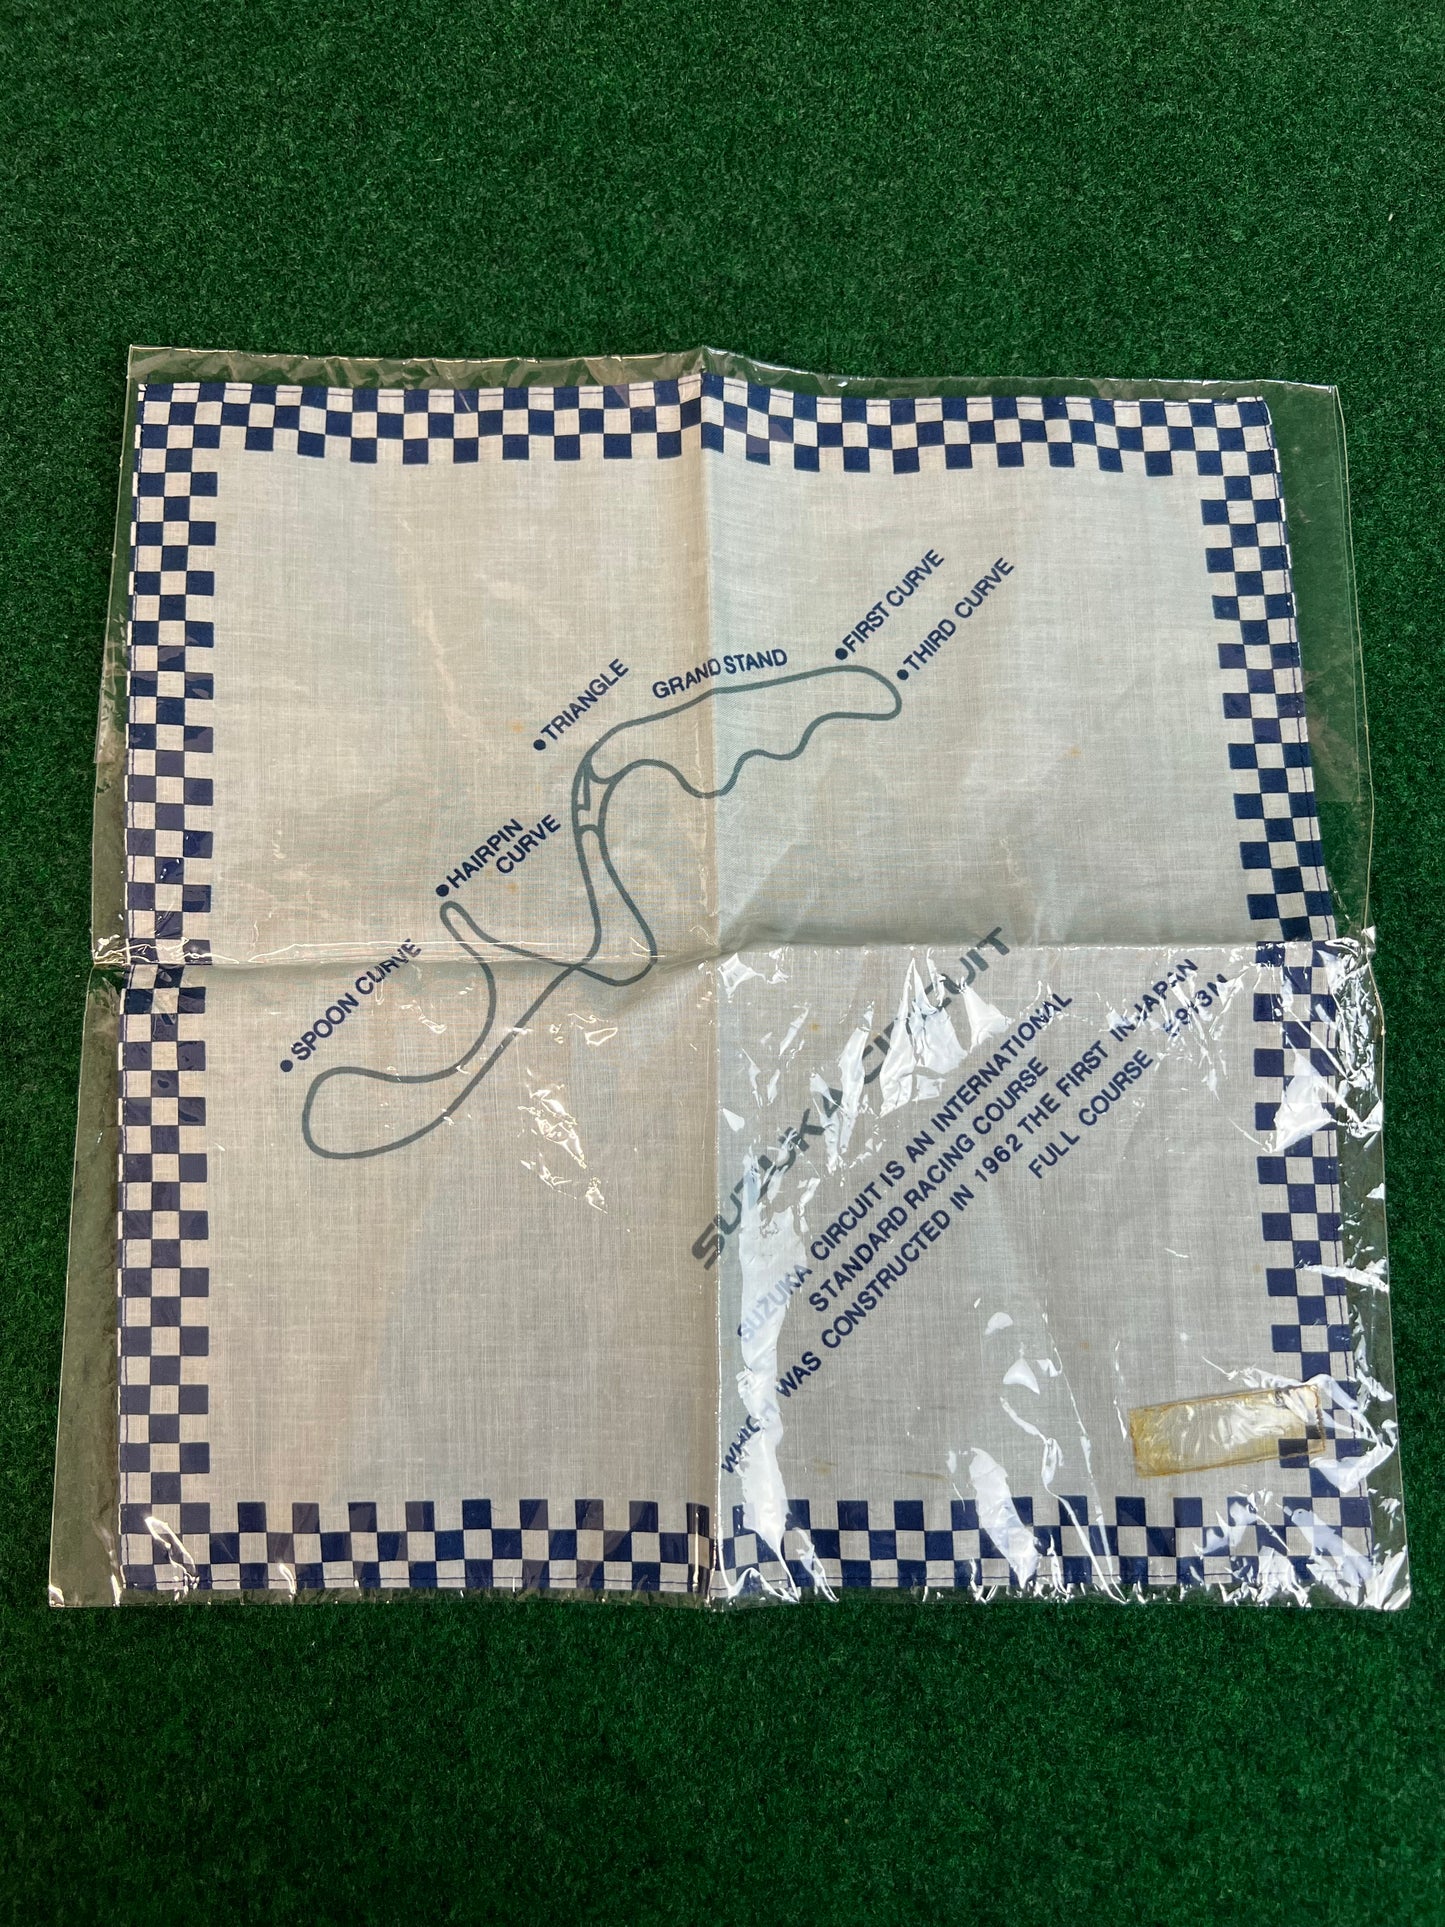 FIRST CURVE
THIRD CURVE
GRAND STAND
TRIANGLE
HAIRPIN
CURVE
SPOON CURVE
SUZUKA CIRCUIT
SUZUKA CIRCUIT IS AN INTERNATIONAL
STANDARD RACING COURSE
WHICH WAS CONSTRUCTED IN 1962 THE FIRST IN JAPAN
FULL COURSE